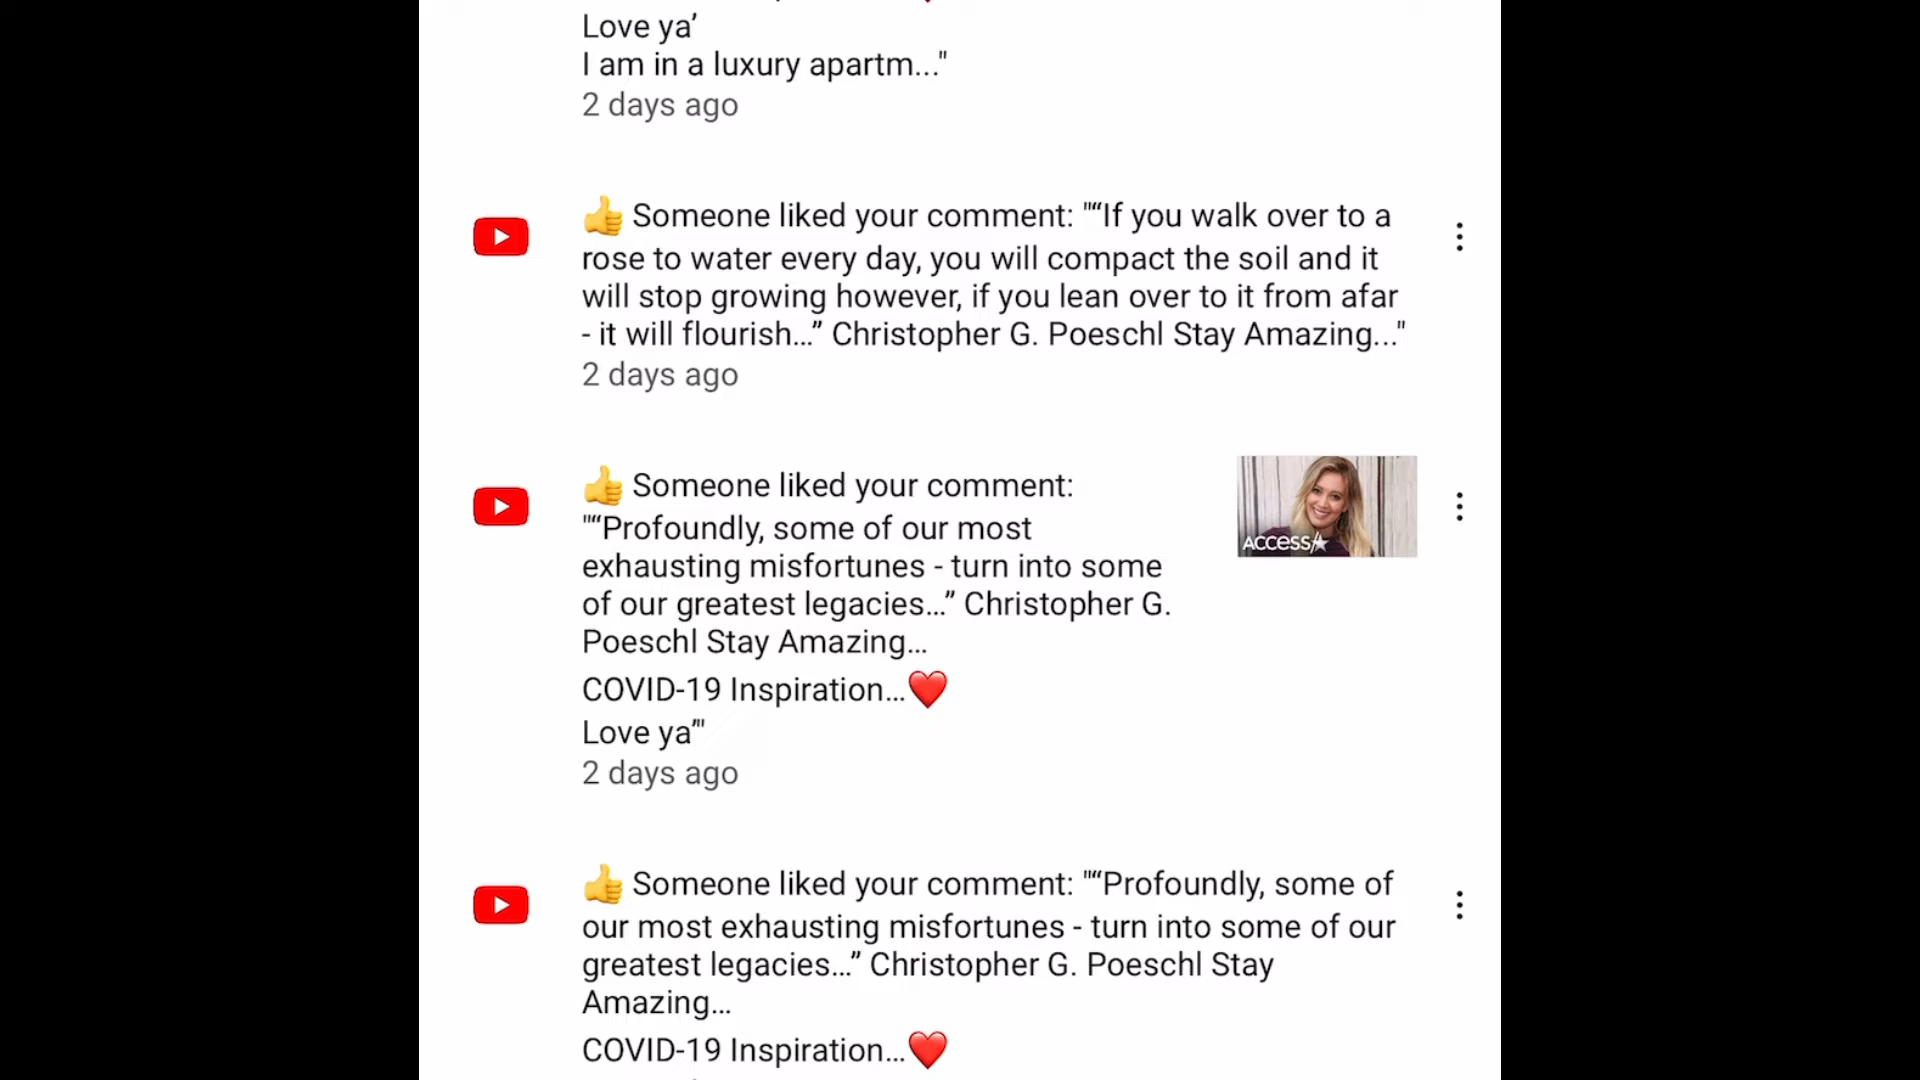 Love ya’
I am in a luxury apartm..."
2 days ago
👍 Someone liked your comment: "“If you walk over to a
rose to water every day, you will compact the soil and it
will stop growing however, if you lean over to it from afar
- it will flourish…” Christopher G. Poeschl Stay Amazing..."
2 days ago
👍 Someone liked your comment:
"“Profoundly, some of our most
exhausting misfortunes - turn into some
of our greatest legacies…” Christopher G.
Poeschl Stay Amazing…
COVID-19 Inspiration…❤️
Love ya’"
2 days ago
ACCESS
👍 Someone liked your comment: "“Profoundly, some of
our most exhausting misfortunes - turn into some of our
greatest legacies…” Christopher G. Poeschl Stay
Amazing…
COVID-19 Inspiration…❤️